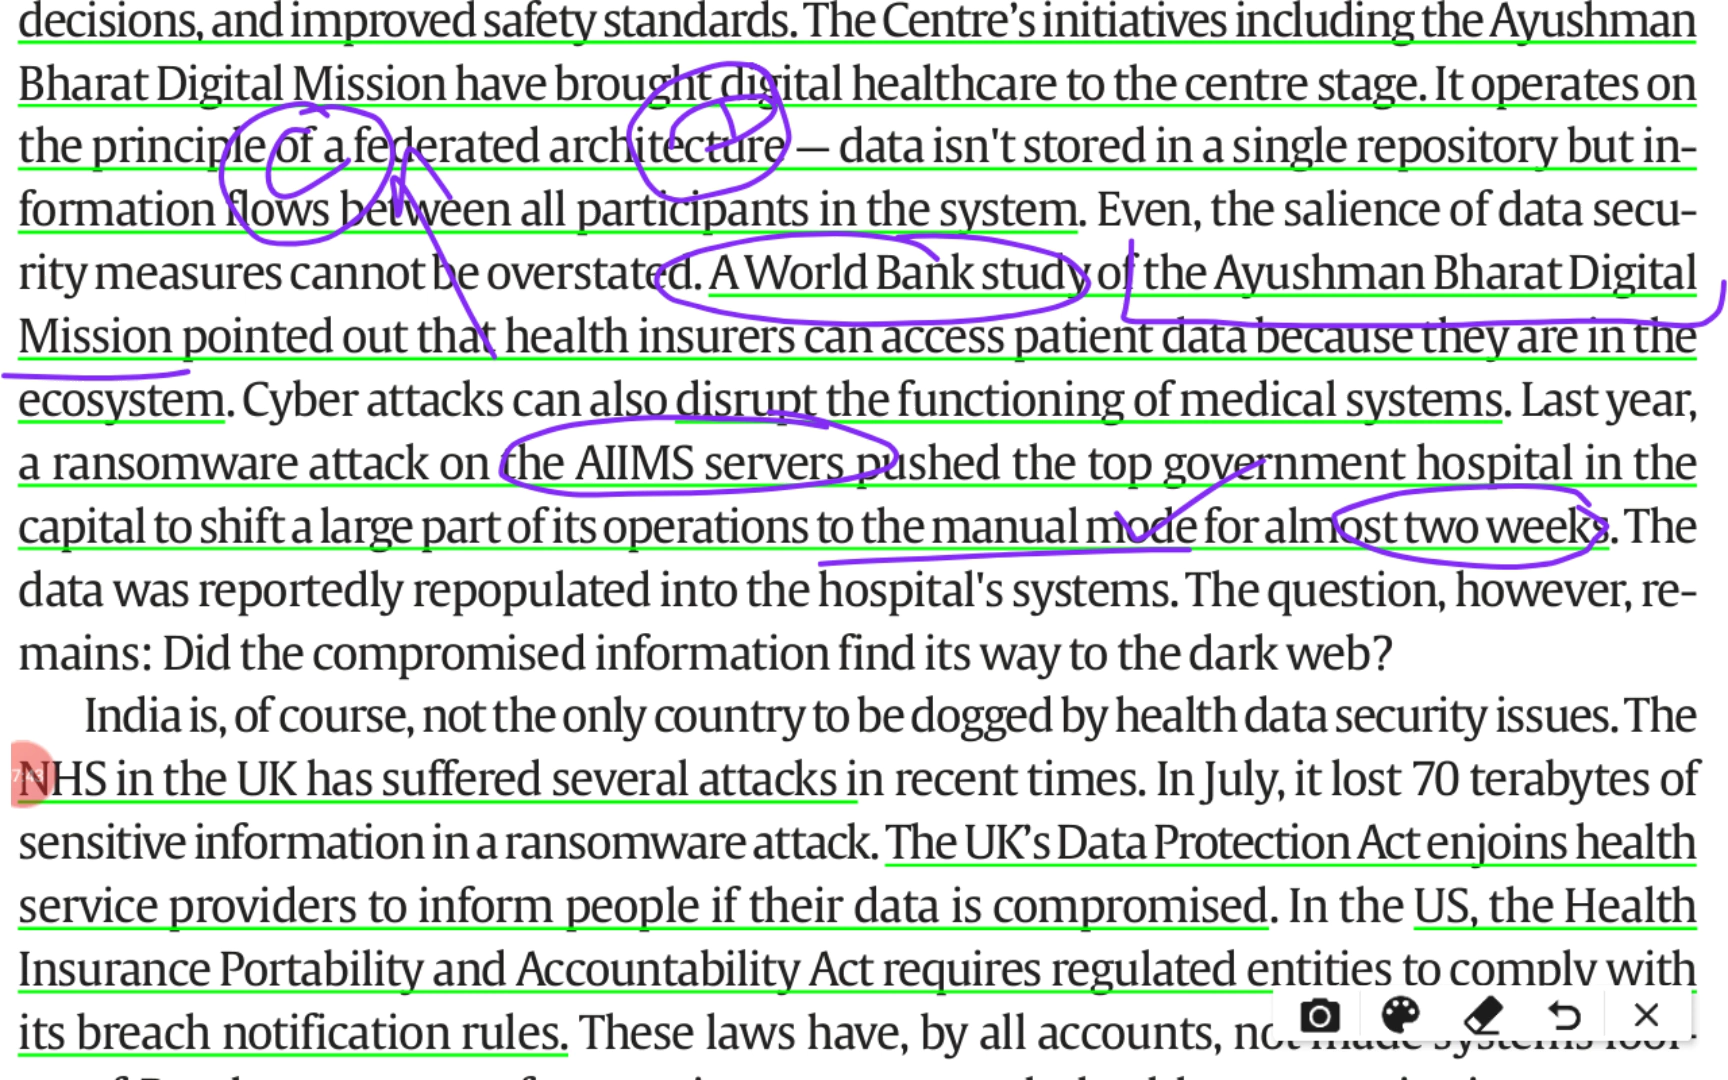 decisions, and improved safety standards. The Centre’s initiatives including the Ayushman
Bharat Digital Mission have brought digital healthcare to the centre stage. It operates on
the principle of a federated architecture — data isn't stored in a single repository but in-
formation flows between all participants in the system. Even, the salience of data secu-
rity measures cannot be overstated. A World Bank study of the Ayushman Bharat Digital
Mission pointed out that health insurers can access patient data because they are in the
ecosystem. Cyber attacks can also disrupt the functioning of medical systems. Last year,
a ransomware attack on the AIIMS servers pushed the top government hospital in the
capital to shift a large part of its operations to the manual mode for almost two weeks. The
data was reportedly repopulated into the hospital's systems. The question, however, re-
mains: Did the compromised information find its way to the dark web?
India is, of course, not the only country to be dogged by health data security issues. The
NHS in the UK has suffered several attacks in recent times. In July, it lost 70 terabytes of
sensitive information in a ransomware attack. The UK’s Data Protection Act enjoins health
service providers to inform people if their data is compromised. In the US, the Health
Insurance Portability and Accountability Act requires regulated entities to comply with
its breach notification rules. These laws have, by all accounts, not made systems